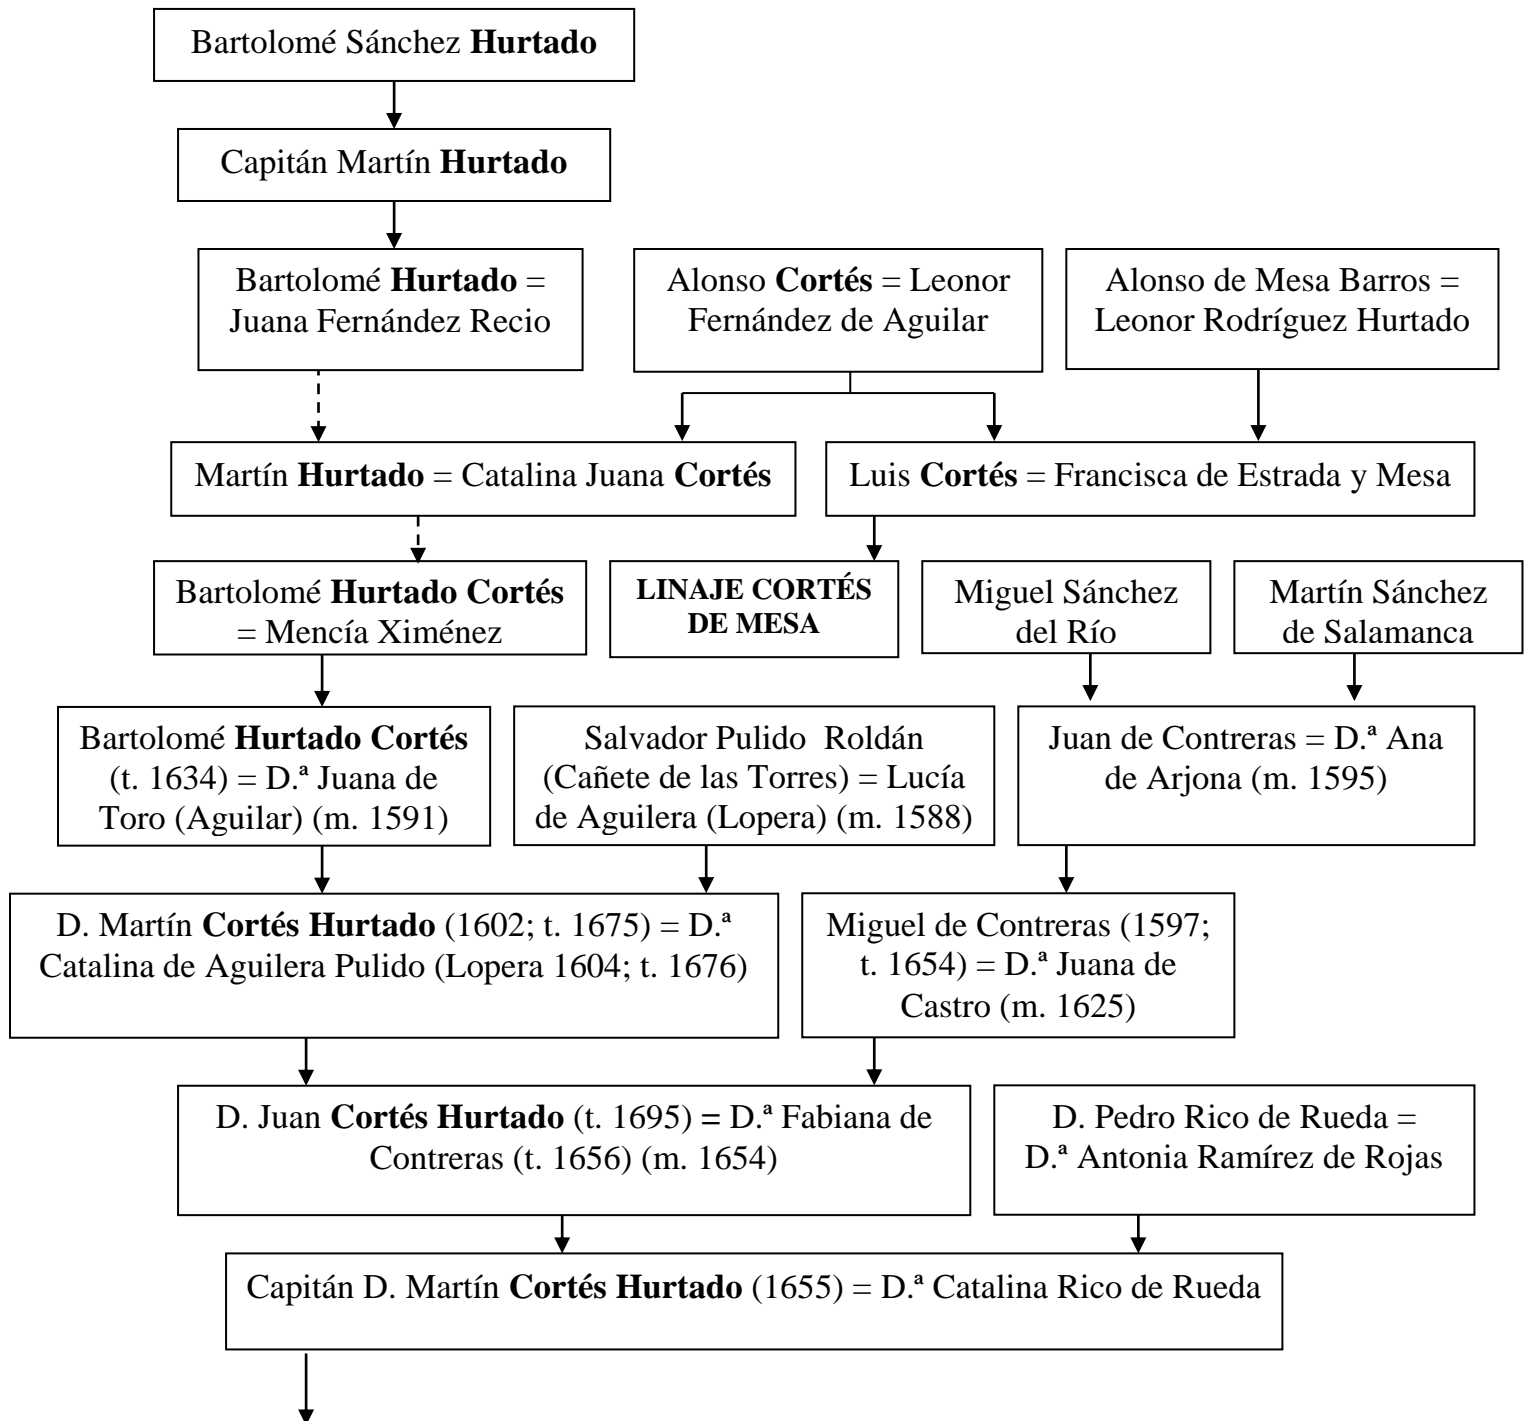 Bartolomé Sánchez Hurtado
Capitán Martín Hurtado
Bartolomé Hurtado =
Juana Fernández Recio
Alonso Cortés = Leonor
Fernández de Aguilar
Alonso de Mesa Barros =
Leonor Rodríguez Hurtado
Martín Hurtado = Catalina Juana Cortés
Luis Cortés = Francisca de Estrada y Mesa
Bartolomé Hurtado Cortés
= Mencía Ximénez
LINAJE CORTÉS
DE MESA
Miguel Sánchez
del Río
Martín Sánchez
de Salamanca
Bartolomé Hurtado Cortés
(t. 1634) = D.ª Juana de
Toro (Aguilar) (m. 1591)
Salvador Pulido Roldán
(Cañete de las Torres) = Lucía
de Aguilera (Lopera) (m. 1588)
Juan de Contreras = D.ª Ana
de Arjona (m. 1595)
D. Martín Cortés Hurtado (1602; t. 1675) = D.ª
Catalina de Aguilera Pulido (Lopera 1604; t. 1676)
Miguel de Contreras (1597;
t. 1654) = D.ª Juana de
Castro (m. 1625)
D. Juan Cortés Hurtado (t. 1695) = D.ª Fabiana de
Contreras (t. 1656) (m. 1654)
D. Pedro Rico de Rueda =
D.ª Antonia Ramírez de Rojas
Capitán D. Martín Cortés Hurtado (1655) = D.ª Catalina Rico de Rueda